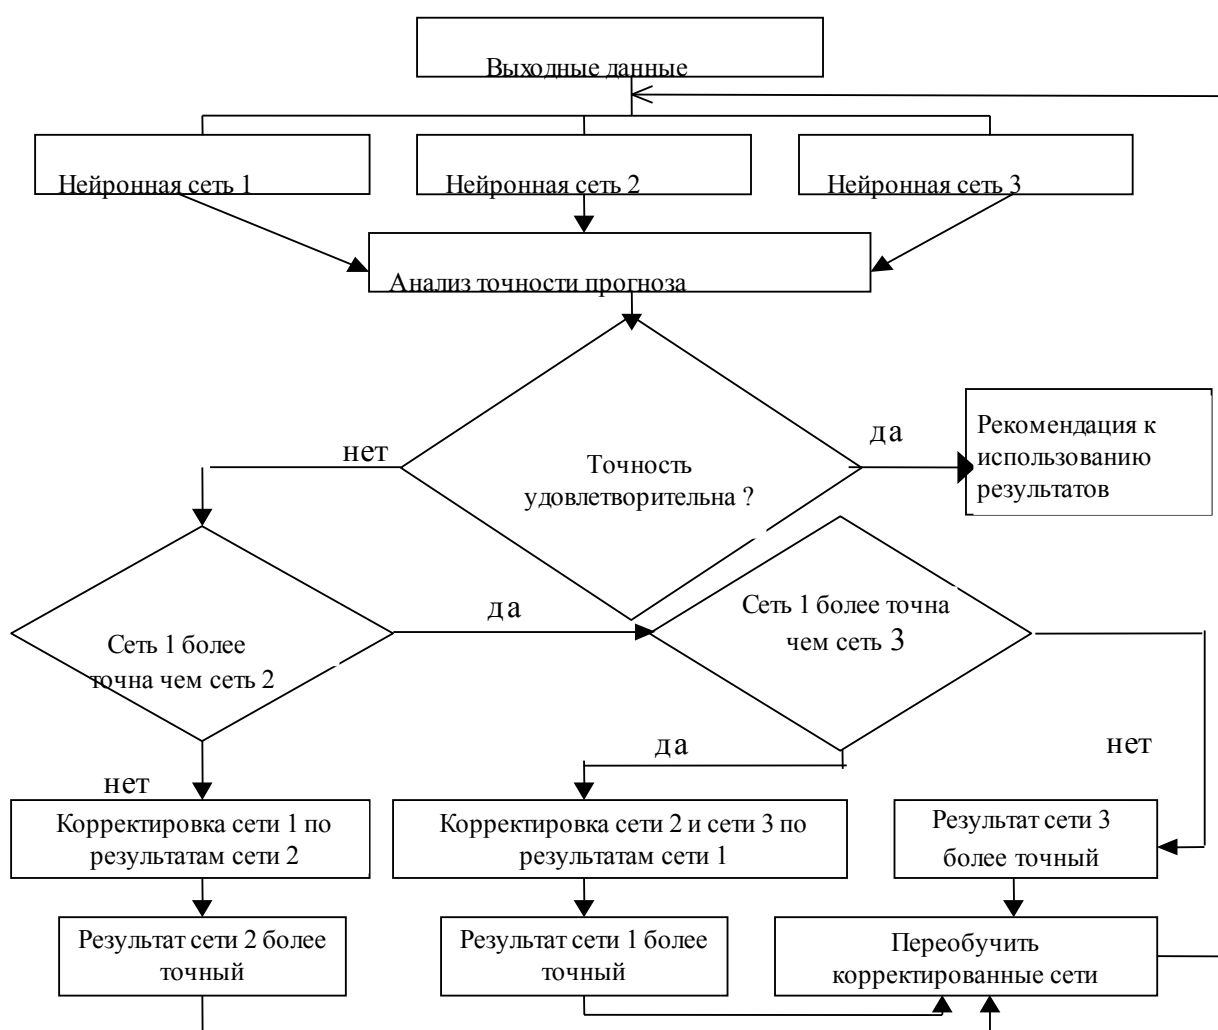 Выходные данные
Нейронная сеть 1
Нейронная сеть 2
Нейронная сеть 3
Анализ точности прогноза
нет
да
Точность
удовлетворительна ?
Рекомендация к
использованию
результатов
да
Сеть 1 более
точна чем сеть 2
Сеть 1 более точна
чем сеть 3
нет
да
нет
Корректировка сети 1 по
результатам сети 2
Корректировка сети 2 и сети 3 по
результатам сети 1
Результат сети 3
более точный
Результат сети 2 более
точный
Результат сети 1 более
точный
Переобучить
корректированные сети